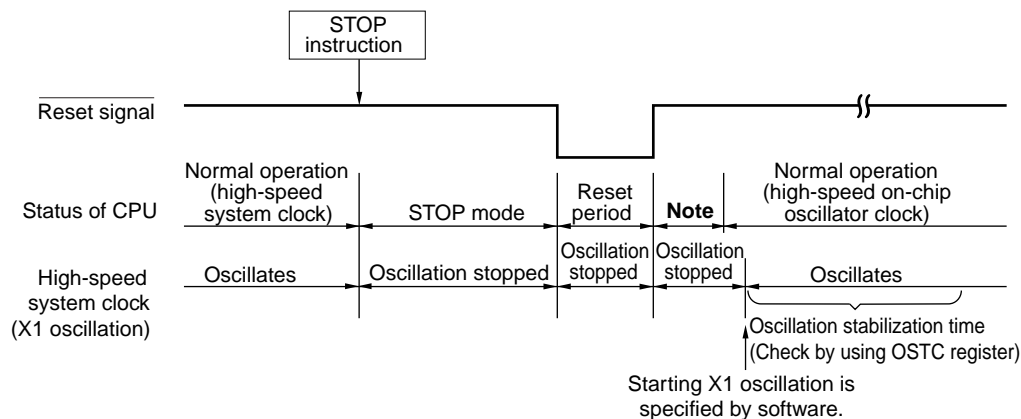 STOP
instruction
Reset signal
Status of CPU
Normal operation
(high-speed
system clock)
STOP mode
Reset
period
Note
Normal operation
(high-speed on-chip
oscillator clock)
High-speed
system clock
(X1 oscillation)
Oscillates
Oscillation stopped
Oscillation
stopped
Oscillation
stopped
Oscillates
Oscillation stabilization time
(Check by using OSTC register)
Starting X1 oscillation is
specified by software.